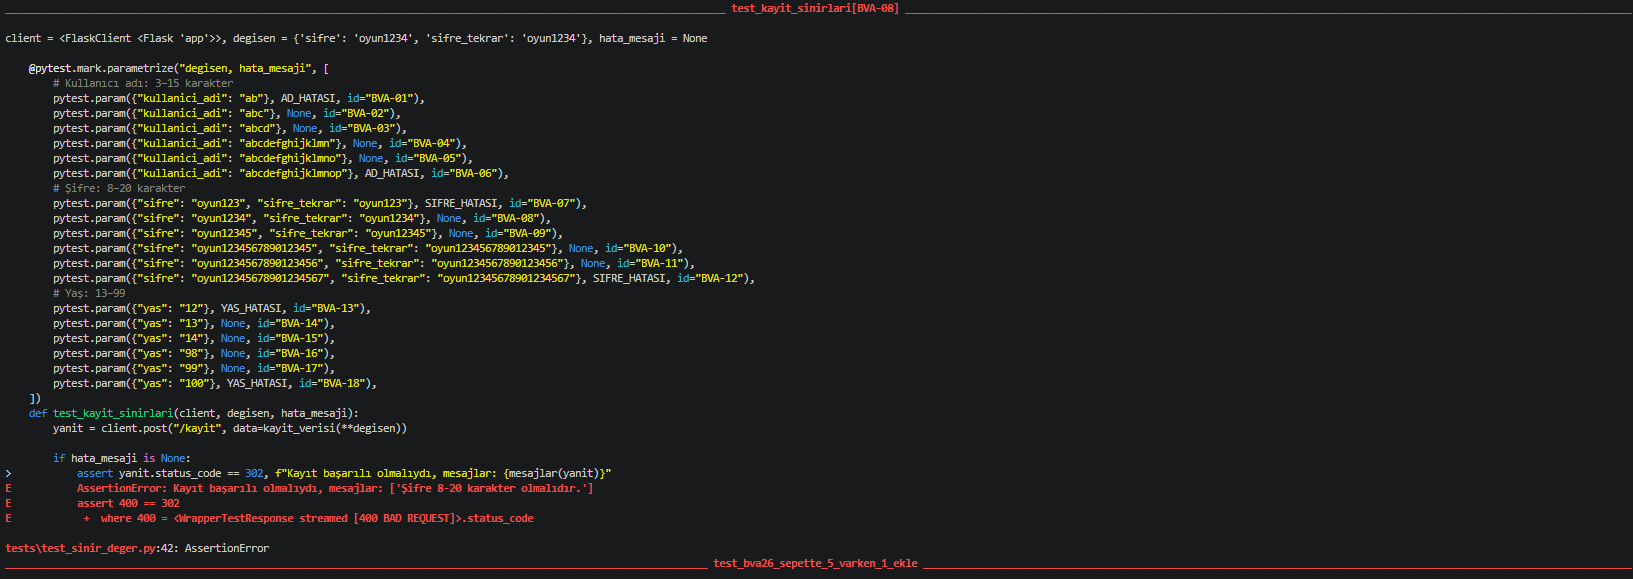 test_kayit_sinirlari[BVA-08]
client = <FlaskClient <Flask 'app'>>, degisen = {'sifre': 'oyun1234', 'sifre_tekrar': 'oyun1234'}, hata_mesaji = None
@pytest.mark.parametrize("degisen, hata_mesaji", [
# Kullanıcı adı: 3-15 karakter
pytest.param({"kullanici_adi": "ab"}, AD_HATASI, id="BVA-01"),
pytest.param({"kullanici_adi": "abc"}, None, id="BVA-02"),
pytest.param({"kullanici_adi": "abcd"}, None, id="BVA-03"),
pytest.param({"kullanici_adi": "abcdefghijklmn"}, None, id="BVA-04"),
pytest.param({"kullanici_adi": "abcdefghijklmno"}, None, id="BVA-05"),
pytest.param({"kullanici_adi": "abcdefghijklmnop"}, AD_HATASI, id="BVA-06"),
# Şifre: 8-20 karakter
pytest.param({"sifre": "oyun123", "sifre_tekrar": "oyun123"}, SIFRE_HATASI, id="BVA-07"),
pytest.param({"sifre": "oyun1234", "sifre_tekrar": "oyun1234"}, None, id="BVA-08"),
pytest.param({"sifre": "oyun12345", "sifre_tekrar": "oyun12345"}, None, id="BVA-09"),
pytest.param({"sifre": "oyun123456789012345", "sifre_tekrar": "oyun123456789012345"}, None, id="BVA-10"),
pytest.param({"sifre": "oyun1234567890123456", "sifre_tekrar": "oyun1234567890123456"}, None, id="BVA-11"),
pytest.param({"sifre": "oyun12345678901234567", "sifre_tekrar": "oyun12345678901234567"}, SIFRE_HATASI, id="BVA-12"),
# Yaş: 13-99
pytest.param({"yas": "12"}, YAS_HATASI, id="BVA-13"),
pytest.param({"yas": "13"}, None, id="BVA-14"),
pytest.param({"yas": "14"}, None, id="BVA-15"),
pytest.param({"yas": "98"}, None, id="BVA-16"),
pytest.param({"yas": "99"}, None, id="BVA-17"),
pytest.param({"yas": "100"}, YAS_HATASI, id="BVA-18"),
])
def test_kayit_sinirlari(client, degisen, hata_mesaji):
yanit = client.post("/kayit", data=kayit_verisi(**degisen))
if hata_mesaji is None:
> assert yanit.status_code == 302, f"Kayıt başarılı olmalıydı, mesajlar: {mesajlar(yanit)}"
E AssertionError: Kayıt başarılı olmalıydı, mesajlar: ['Şifre 8-20 karakter olmalıdır.']
E assert 400 == 302
E + where 400 = <WrapperTestResponse streamed [400 BAD REQUEST]>.status_code
tests\test_sinir_deger.py:42: AssertionError
test_bva26_sepette_5_varken_1_ekle